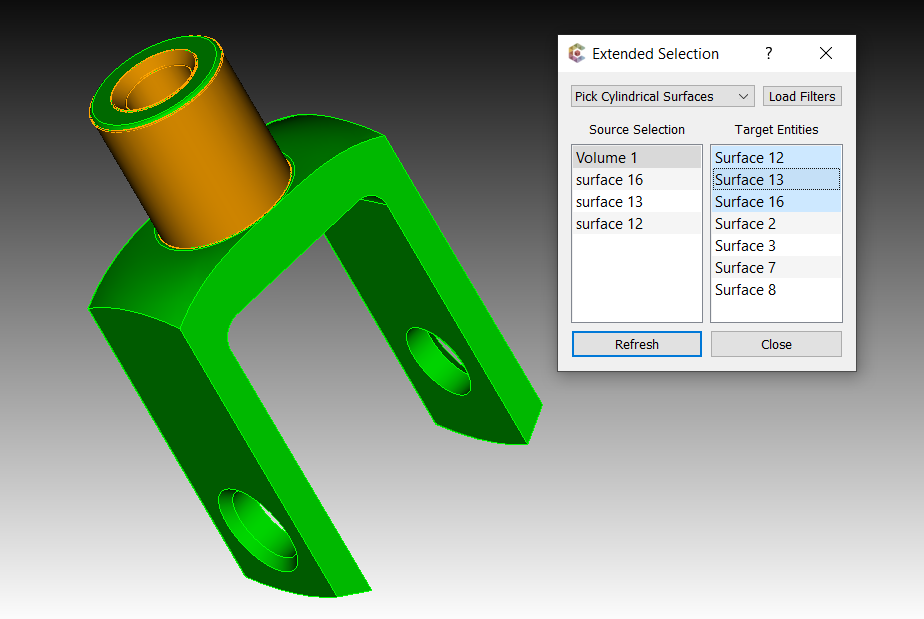 Extended Selection ?
Pick Cylindrical Surfaces Load Filters
Source Selection Target Entities
Volume 1 Surface 12
surface 16 Surface 13
surface 13 Surface 16
surface 12 Surface 2
Surface 3
Surface 7
Surface 8
Refresh Close